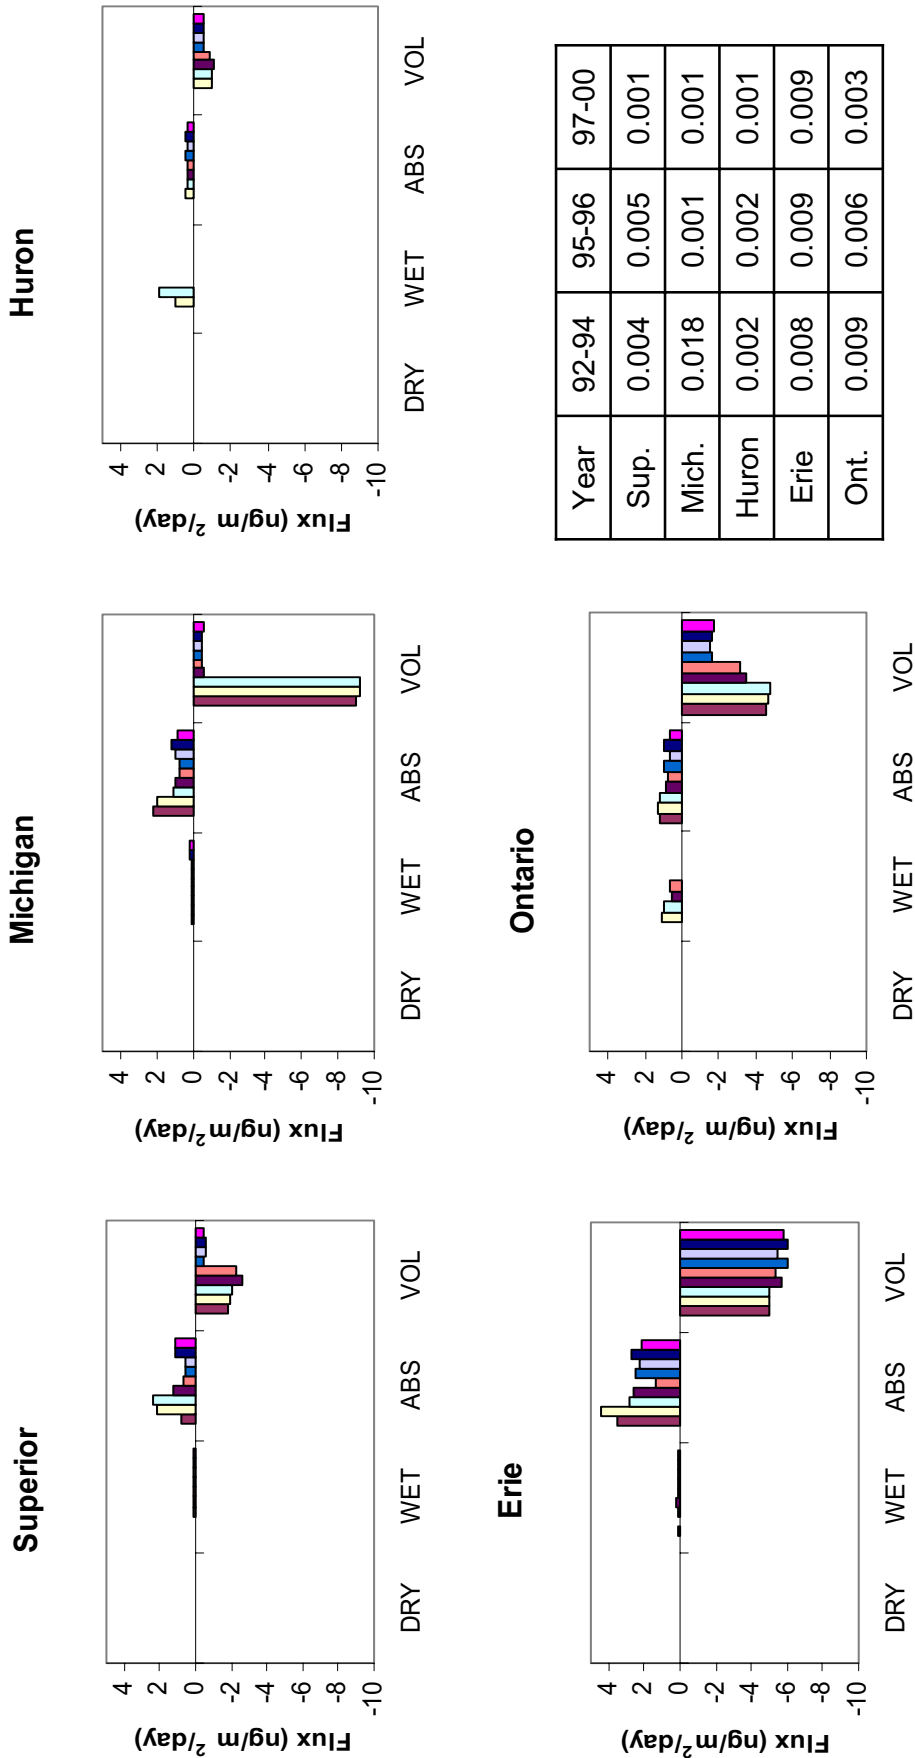 Superior
4
2
0
-2
-4
-6
-8
-10
Flux (ng/m²/day)
DRY WET ABS VOL
Michigan
4
2
0
-2
-4
-6
-8
-10
Flux (ng/m²/day)
DRY WET ABS VOL
Huron
4
2
0
-2
-4
-6
-8
-10
Flux (ng/m²/day)
DRY WET ABS VOL
Erie
4
2
0
-2
-4
-6
-8
-10
Flux (ng/m²/day)
DRY WET ABS VOL
Ontario
4
2
0
-2
-4
-6
-8
-10
Flux (ng/m²/day)
DRY WET ABS VOL
Year 92-94 95-96 97-00
Sup. 0.004 0.005 0.001
Mich. 0.018 0.001 0.001
Huron 0.002 0.002 0.001
Erie 0.008 0.009 0.009
Ont. 0.009 0.006 0.003